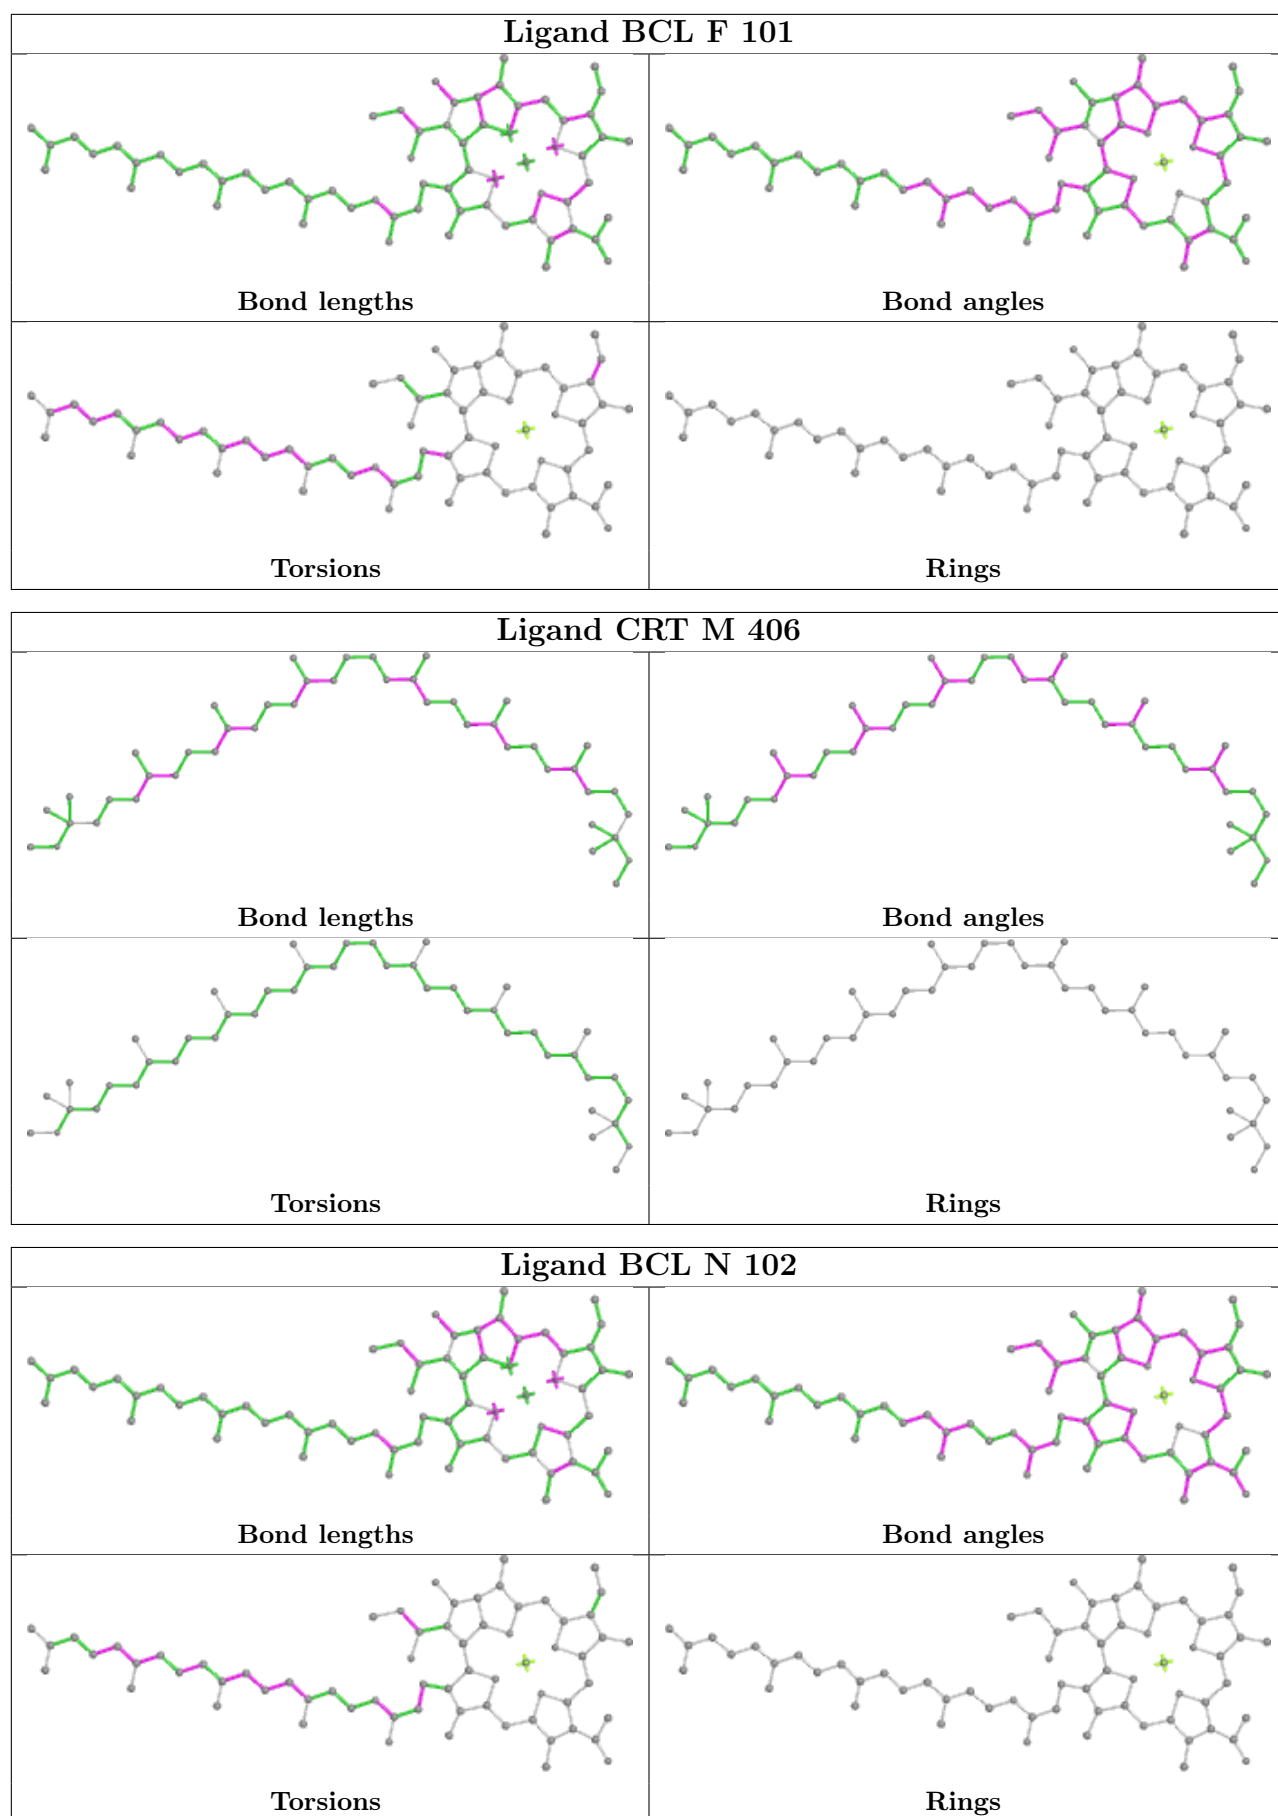 Ligand BCL F 101
Bond lengths
Bond angles
Torsions
Rings
Ligand CRT M 406
Bond lengths
Bond angles
Torsions
Rings
Ligand BCL N 102
Bond lengths
Bond angles
Torsions
Rings